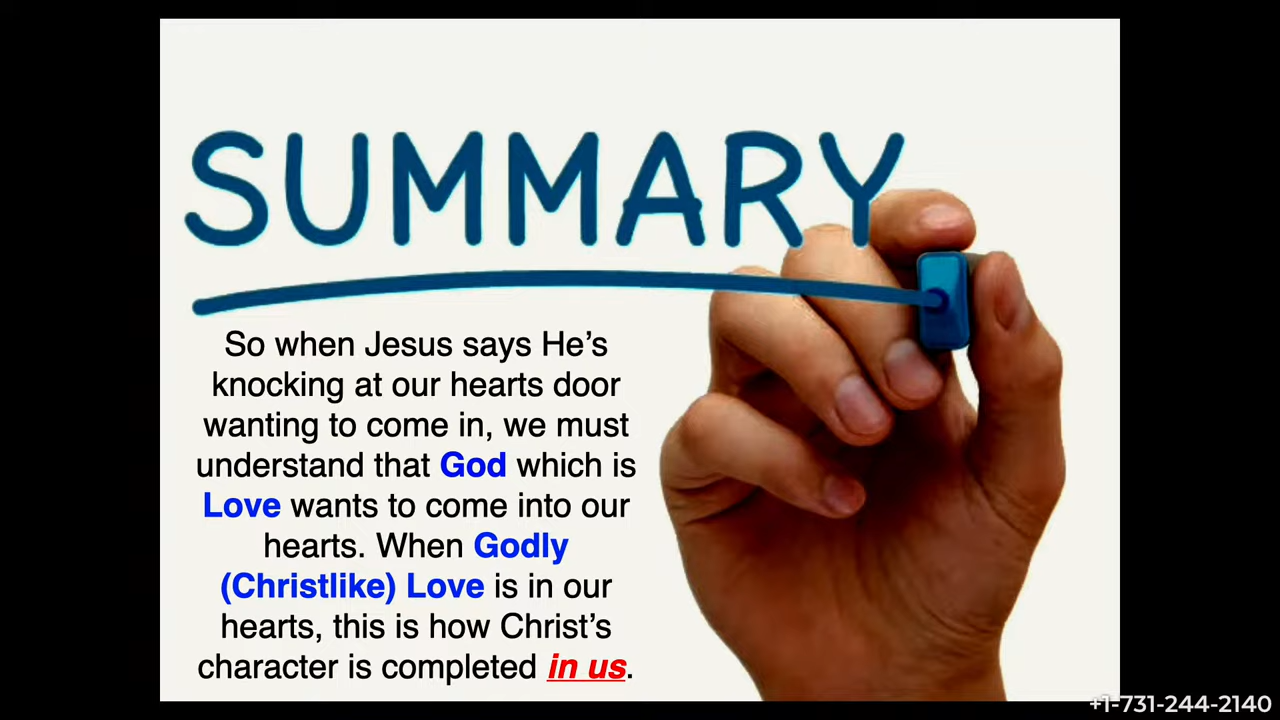 SUMMARY
So when Jesus says He’s
knocking at our hearts door
wanting to come in, we must
understand that God which is
Love wants to come into our
hearts. When Godly
(Christlike) Love is in our
hearts, this is how Christ’s
character is completed in us.
+1-731-244-2140